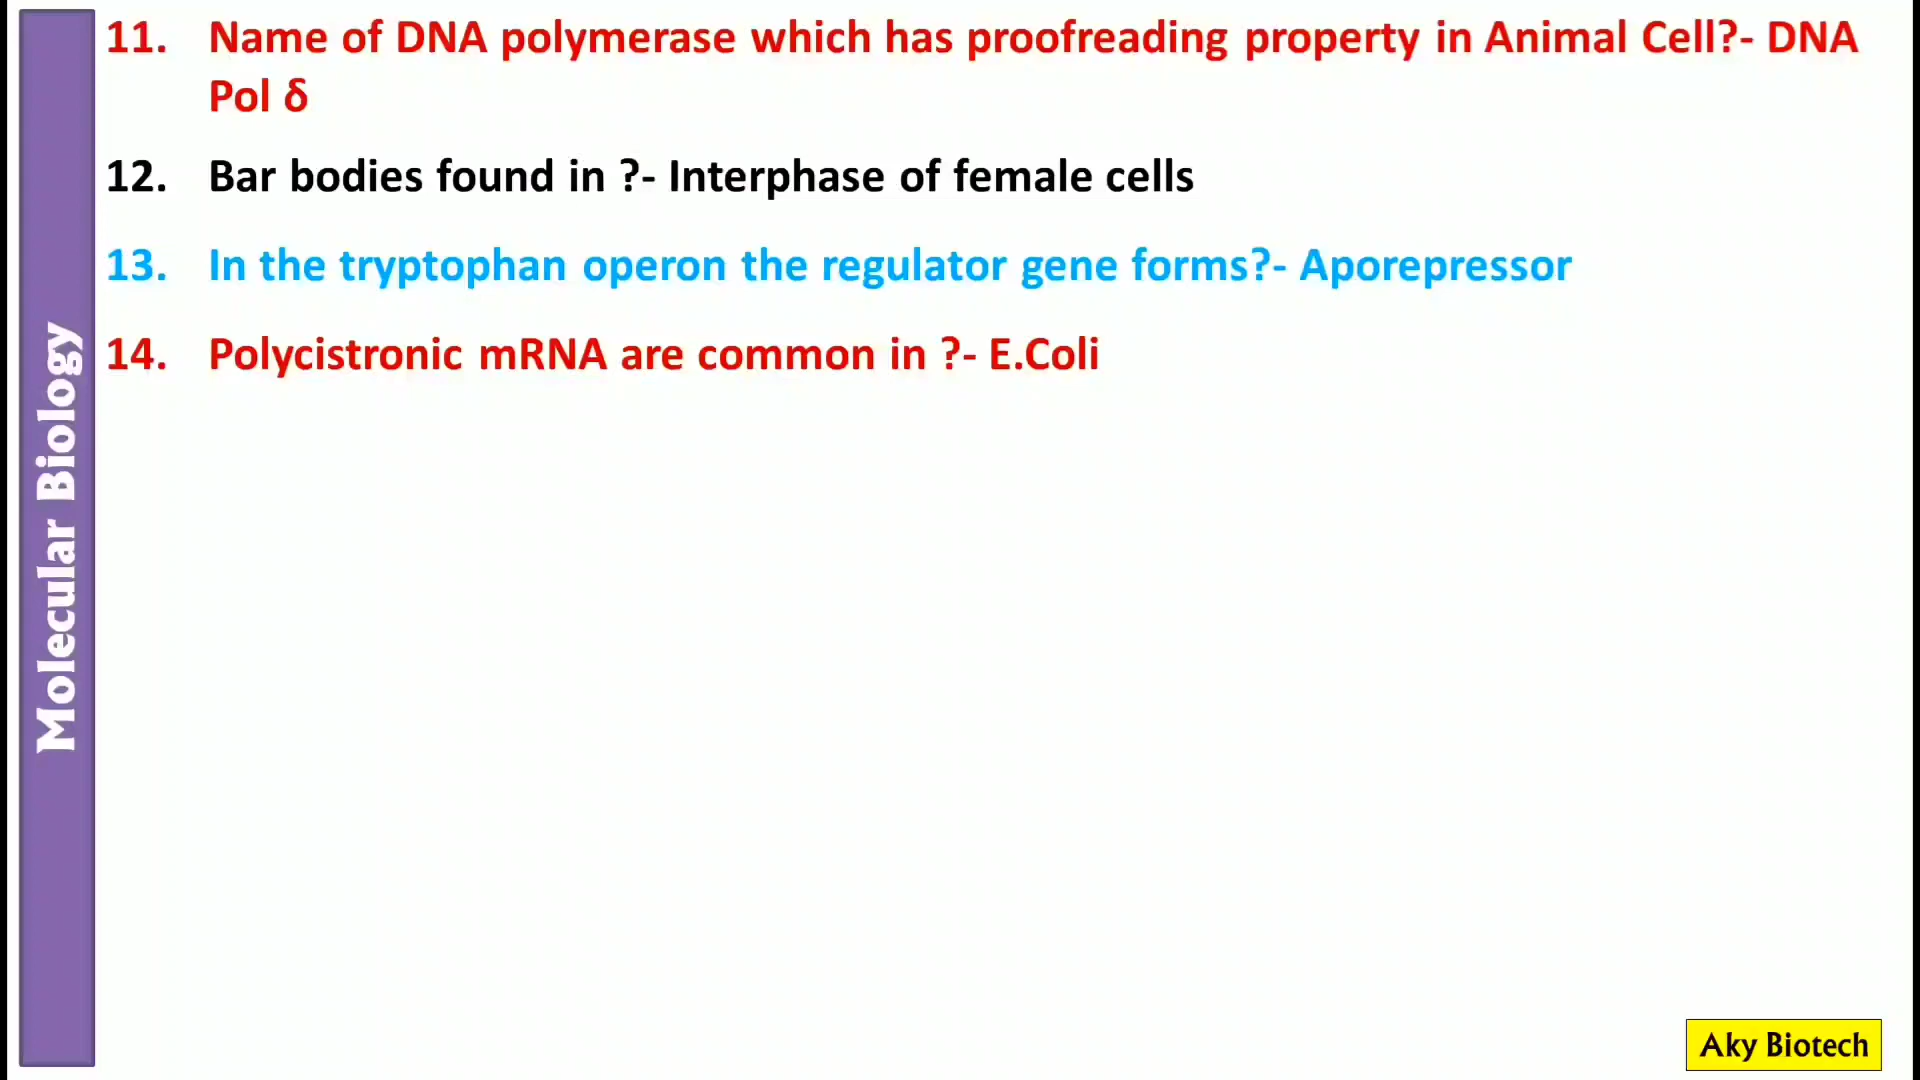 11. Name of DNA polymerase which has proofreading property in Animal Cell?- DNA
Pol δ
12. Bar bodies found in ?- Interphase of female cells
13. In the tryptophan operon the regulator gene forms?- Aporepressor
14. Polycistronic mRNA are common in ?- E.Coli
Molecular Biology
Aky Biotech